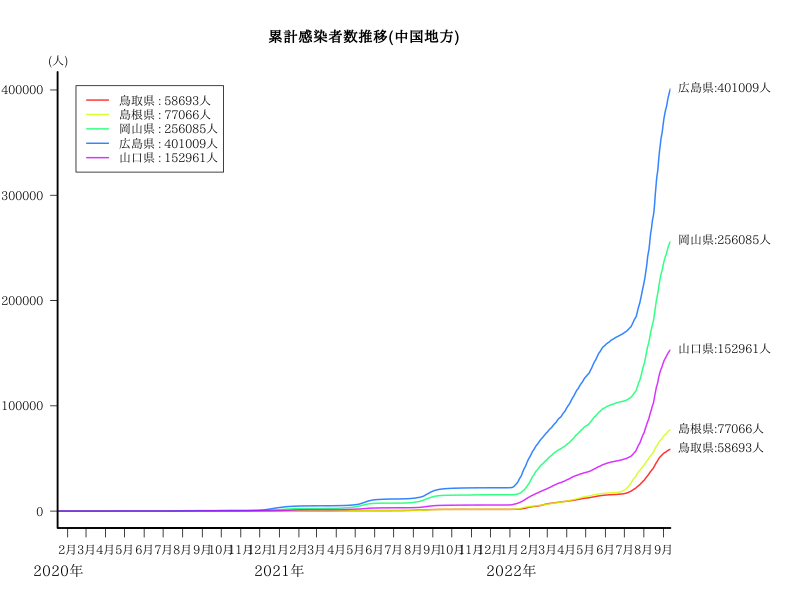 累計感染者数推移(中国地方)
(人)
400000
300000
200000
100000
0
鳥取県 : 58693人
島根県 : 77066人
岡山県 : 256085人
広島県 : 401009人
山口県 : 152961人
広島県:401009人
岡山県:256085人
山口県:152961人
島根県:77066人
鳥取県:58693人
2月 3月 4月 5月 6月 7月 8月 9月 10月 11月 12月 1月 2月 3月 4月 5月 6月 7月 8月 9月 10月 11月 12月 1月 2月 3月 4月 5月 6月 7月 8月 9月
2020年 2021年 2022年